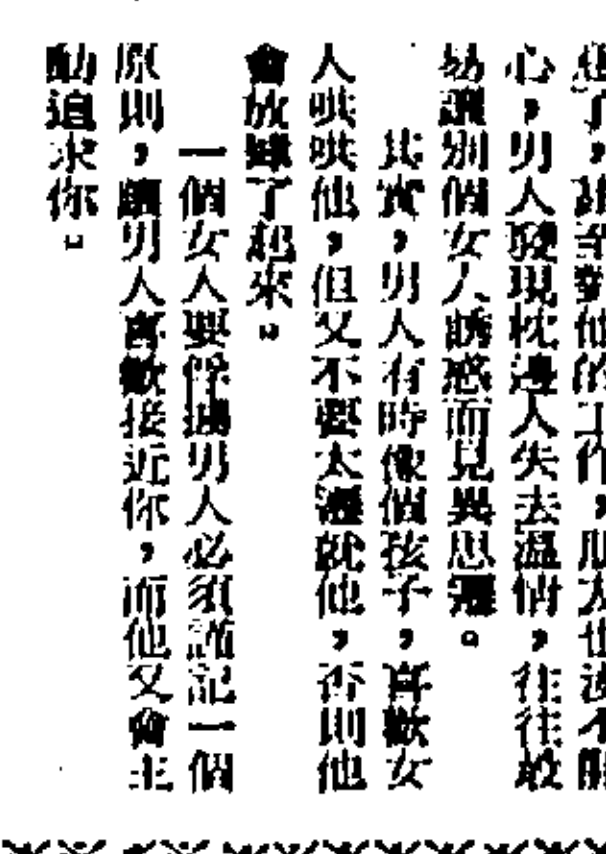 對他的工作,朋友也漠不關
心,男人發現枕邊人失去溫情,往往較
易讓別個女人誘惑而見異思遷。
其實,男人有時像個孩子,喜歡女
人哄哄他,但又不要太遷就他,否則他
會放肆了起來。
一個女人要俘擄男人必須謹記一個
原則,讓男人喜歡接近你,而他又會主
動追求你。